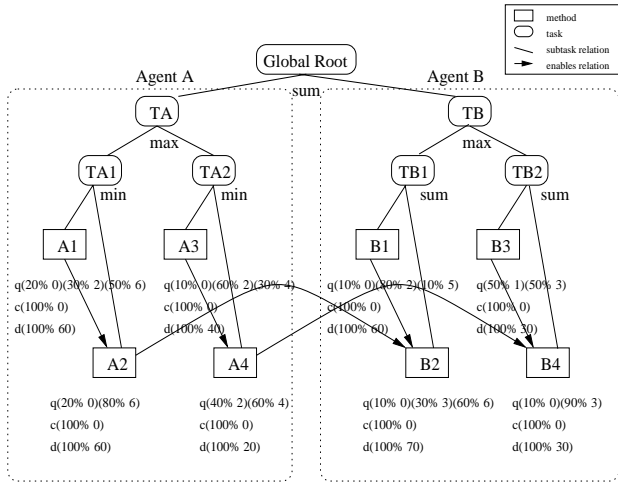 method
task
subtask relation
enables relation
Global Root
Agent A
Agent B
sum
TA
TB
max
max
TA1
TA2
TB1
TB2
min
min
sum
sum
A1
A3
B1
B3
q(20% 0)(30% 2)(50% 6)
c(100% 0)
d(100% 60)
q(10% 0)(60% 2)(30% 4)
c(100% 0)
d(100% 40)
q(10% 0)(80% 2)(10% 5)
c(100% 0)
d(100% 60)
q(50% 1)(50% 3)
c(100% 0)
d(100% 30)
A2
A4
B2
B4
q(20% 0)(80% 6)
c(100% 0)
d(100% 60)
q(40% 2)(60% 4)
c(100% 0)
d(100% 20)
q(10% 0)(30% 3)(60% 6)
c(100% 0)
d(100% 70)
q(10% 0)(90% 3)
c(100% 0)
d(100% 30)